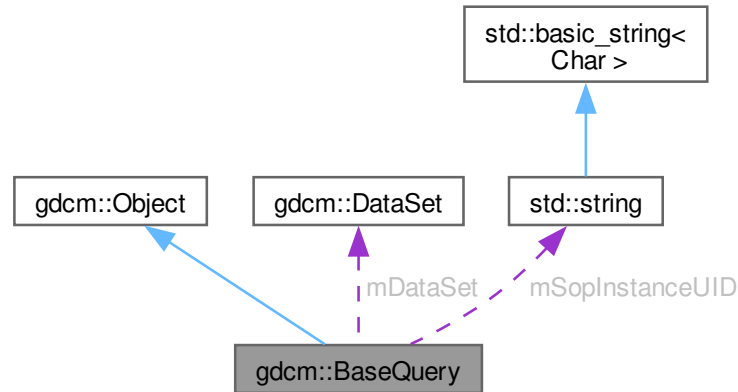 std::basic_string<
Char >
gdcm::Object
gdcm::DataSet
std::string
mDataSet
mSopInstanceUID
gdcm::BaseQuery